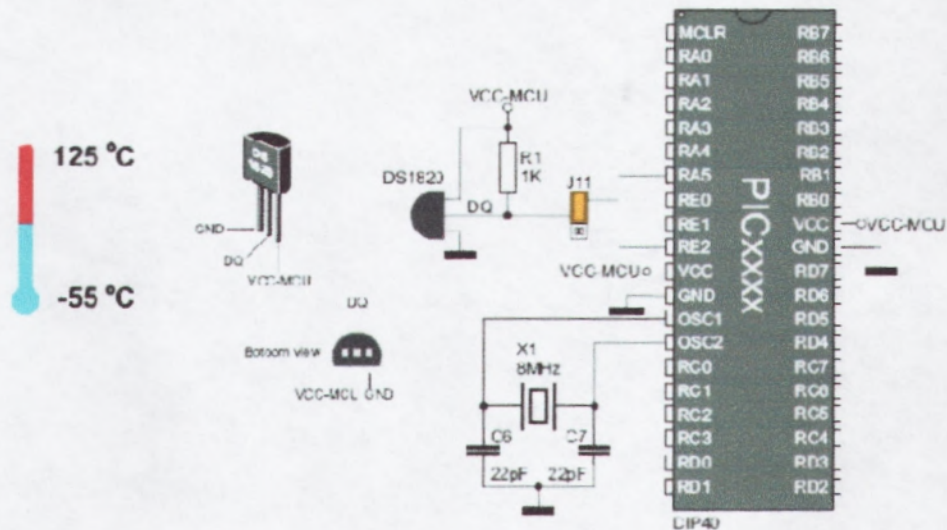 125 °C
-55 °C
GND
DQ
VCC-MCU
DQ
Botoom view
VCC-MCU GND
VCC-MCU
R1
1K
DS1820
DQ
J11
VCC-MCU
X1
8MHz
C6
C7
22pF
22pF
PICxxxx
MCLR
RA0
RA1
RA2
RA3
RA4
RA5
RE0
RE1
RE2
VCC
GND
OSC1
OSC2
RC0
RC1
RC2
RC3
RD0
RD1
RB7
RB6
RB5
RB4
RB3
RB2
RB1
RB0
VCC
GND
RD7
RD6
RD5
RD4
RC7
RC6
RC5
RC4
RD3
RD2
VCC-MCU
DIP40